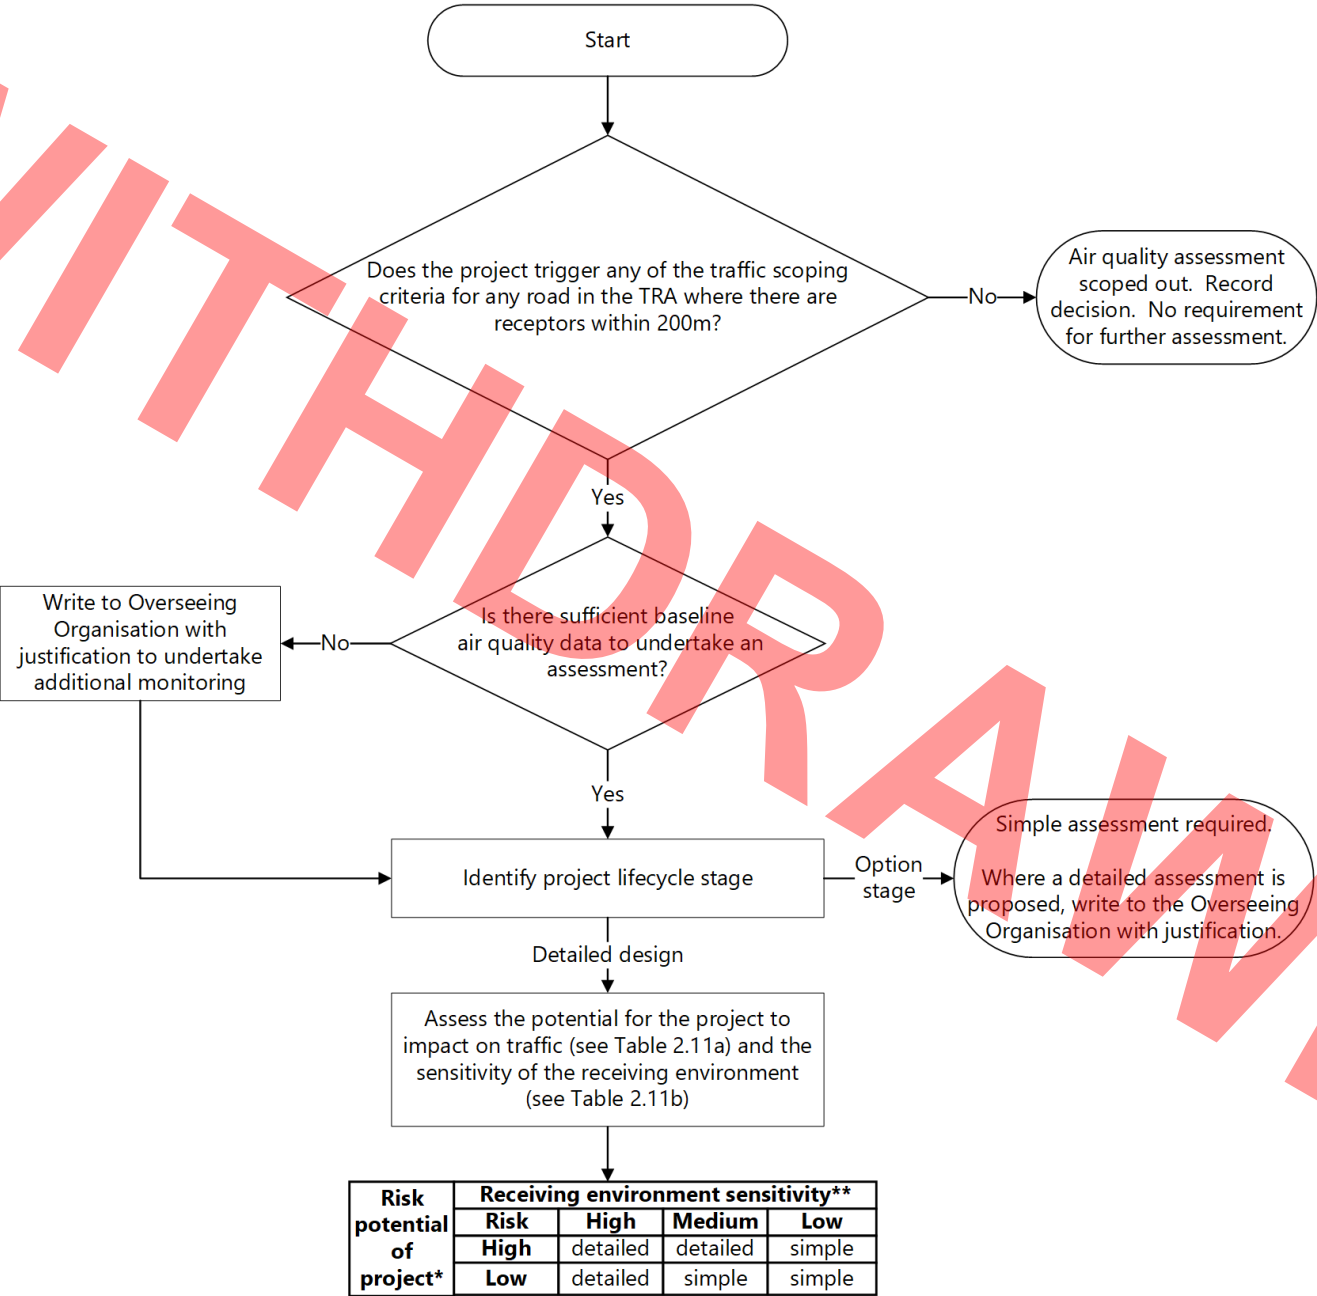 Start
Does the project trigger any of the traffic scoping
criteria for any road in the TRA where there are
receptors within 200m?
No
Air quality assessment
scoped out.  Record
decision.  No requirement
for further assessment.
Yes
Is there sufficient baseline
air quality data to undertake an
assessment?
No
Write to Overseeing
Organisation with
justification to undertake
additional monitoring
Yes
Identify project lifecycle stage
Option
stage
Simple assessment required.
Where a detailed assessment is
proposed, write to the Overseeing
Organisation with justification.
Detailed design
Assess the potential for the project to
impact on traffic (see Table 2.11a) and the
sensitivity of the receiving environment
(see Table 2.11b)
Risk
potential
of
project*
Receiving environment sensitivity**
Risk High Medium Low
High detailed detailed simple
Low detailed simple simple
WITHDRAWN